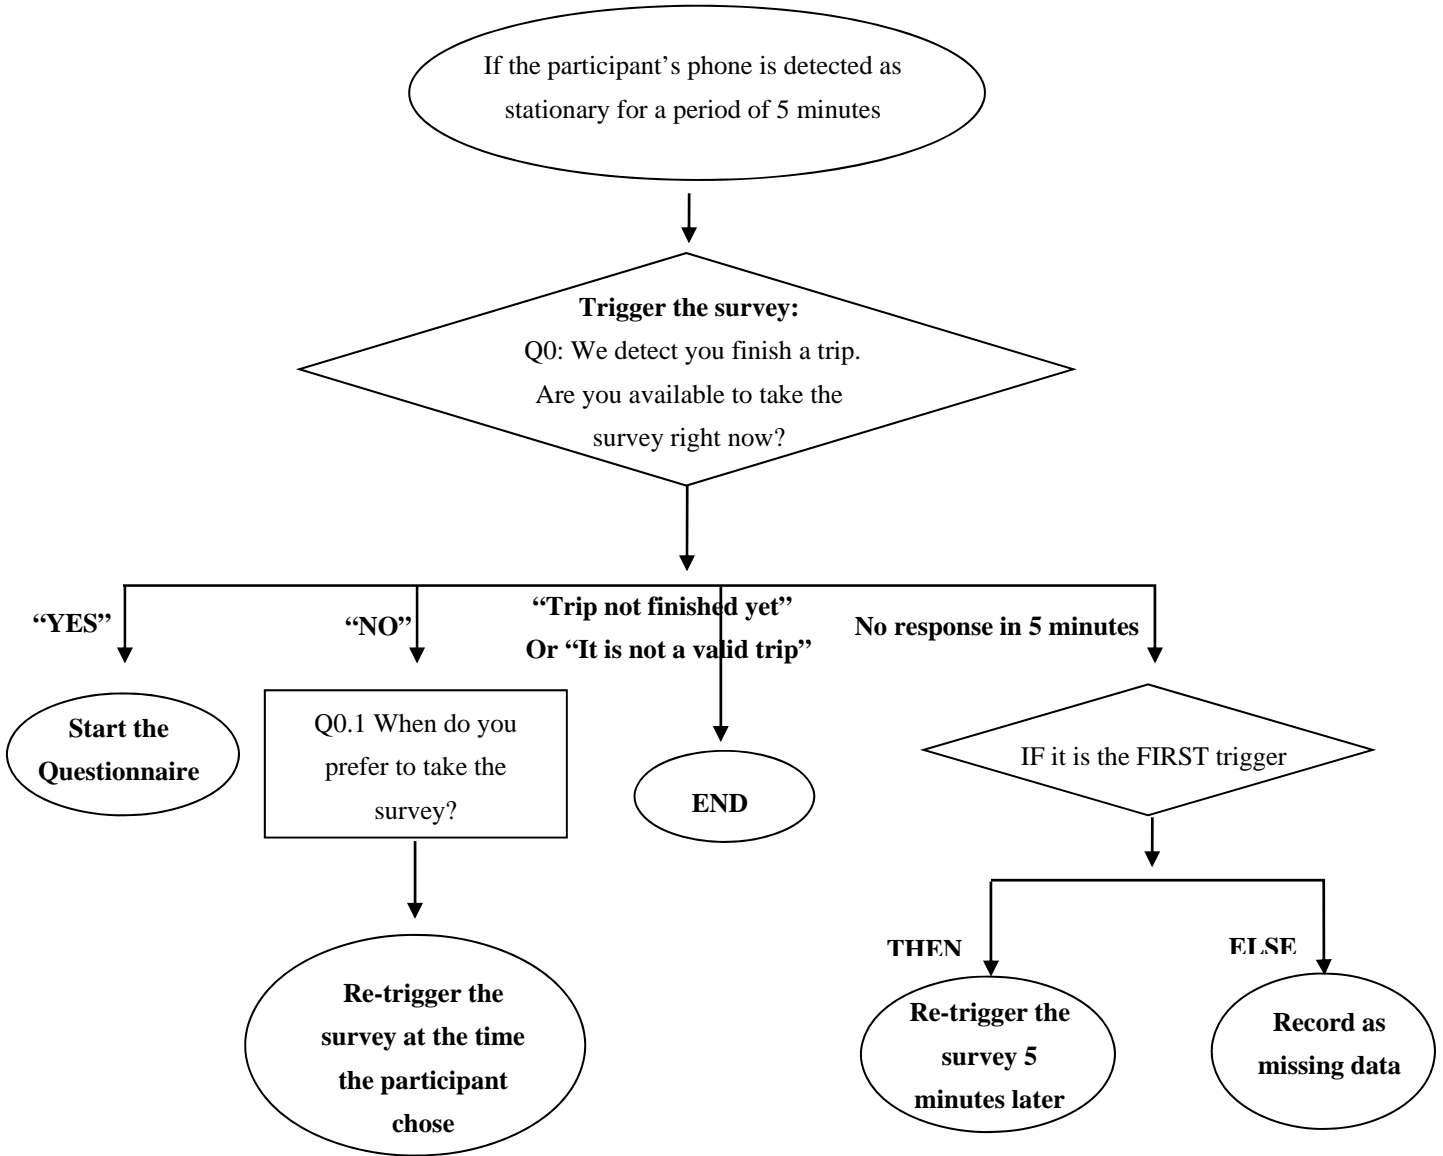 If the participant’s phone is detected as
stationary for a period of 5 minutes
Trigger the survey:
Q0: We detect you finish a trip.
Are you available to take the
survey right now?
“YES”
“NO”
“Trip not finished yet”
Or “It is not a valid trip”
No response in 5 minutes
Start the
Questionnaire
Q0.1 When do you
prefer to take the
survey?
END
IF it is the FIRST trigger
THEN
ELSE
Re-trigger the
survey at the time
the participant
chose
Re-trigger the
survey 5
minutes later
Record as
missing data